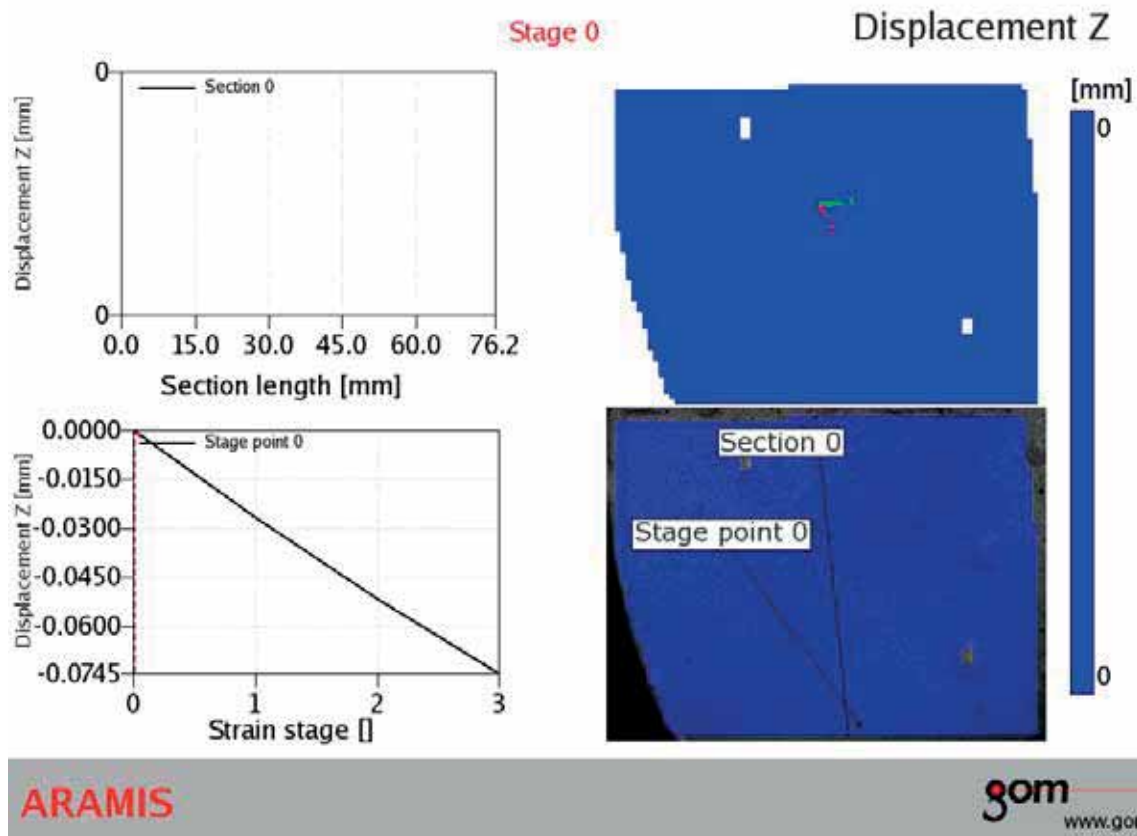 Stage 0
Displacement Z
0
Section 0
Displacement Z [mm]
0
0.0 15.0 30.0 45.0 60.0 76.2
Section length [mm]
[mm]
0
0
0.0000
Stage point 0
-0.0150
-0.0300
-0.0450
-0.0600
-0.0745
Displacement Z [mm]
0 1 2 3
Strain stage []
Section 0
Stage point 0
ARAMIS
gom
www.gom